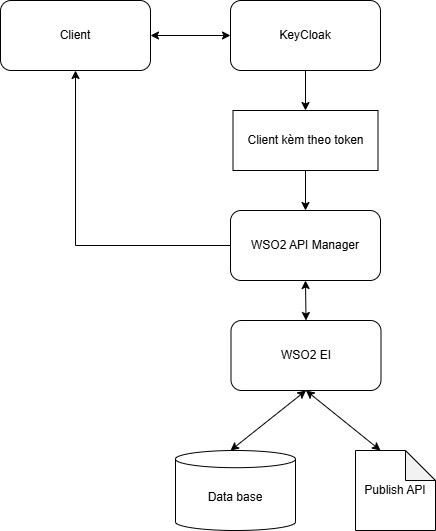 Client
KeyCloak
Client kèm theo token
WSO2 API Manager
WSO2 EI
Data base
Publish API